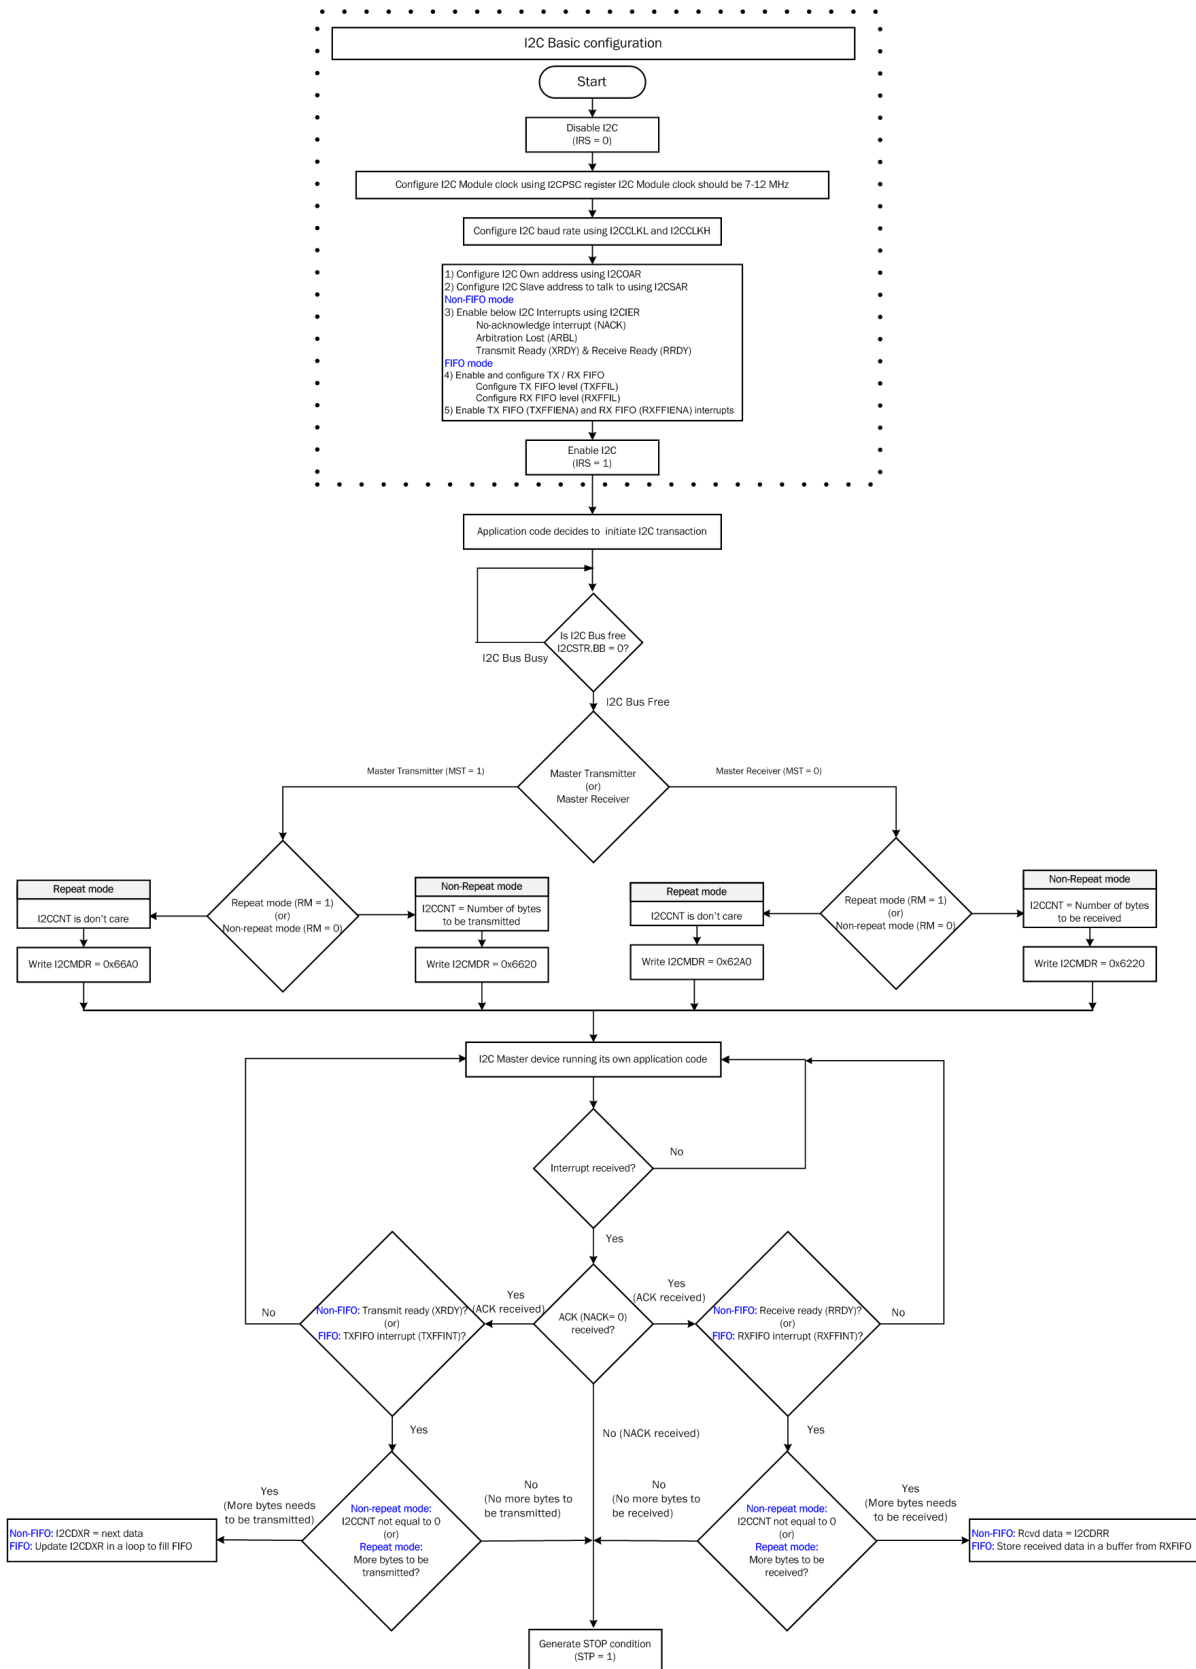 I2C Basic configuration
Start
Disable I2C
(IRS = 0)
Configure I2C Module clock using I2CPSC register I2C Module clock should be 7-12 MHz
Configure I2C baud rate using I2CCLKL and I2CCLKH
1) Configure I2C Own address using I2COAR
2) Configure I2C Slave address to talk to using I2CSAR
Non-FIFO mode
3) Enable below I2C Interrupts using I2CIER
No-acknowledge interrupt (NACK)
Arbitration Lost (ARBL)
Transmit Ready (XRDY) & Receive Ready (RRDY)
FIFO mode
4) Enable and configure TX / RX FIFO
Configure TX FIFO level (TXFFIL)
Configure RX FIFO level (RXFFIL)
5) Enable TX FIFO (TXFFIENA) and RX FIFO (RXFFIENA) interrupts
Enable I2C
(IRS = 1)
Application code decides to initiate I2C transaction
Is I2C Bus free
I2CSTR.BB = 0?
I2C Bus Busy
I2C Bus Free
Master Transmitter (MST = 1)
Master Transmitter
(or)
Master Receiver
Master Receiver (MST = 0)
Repeat mode
I2CCNT is don't care
Write I2CMDR = 0x66A0
Repeat mode (RM = 1)
(or)
Non-repeat mode (RM = 0)
Non-Repeat mode
I2CCNT = Number of bytes
to be transmitted
Write I2CMDR = 0x6620
Repeat mode
I2CCNT is don't care
Write I2CMDR = 0x62A0
Repeat mode (RM = 1)
(or)
Non-repeat mode (RM = 0)
Non-Repeat mode
I2CCNT = Number of bytes
to be received
Write I2CMDR = 0x6220
I2C Master device running its own application code
Interrupt received?
No
Yes
No
Non-FIFO: Transmit ready (XRDY)?
(or)
FIFO: TXFIFO interrupt (TXFFINT)?
Yes
(ACK received)
ACK (NACK= 0)
received?
Yes
(ACK received)
Non-FIFO: Receive ready (RRDY)?
(or)
FIFO: RXFIFO interrupt (RXFFINT)?
No
Yes
No (NACK received)
Yes
Yes
(More bytes needs
to be transmitted)
Non-FIFO: I2CDXR = next data
FIFO: Update I2CDXR in a loop to fill FIFO
Non-repeat mode:
I2CCNT not equal to 0
(or)
Repeat mode:
More bytes to be
transmitted?
No
(No more bytes to
be transmitted)
No
(No more bytes to
be received)
Non-repeat mode:
I2CCNT not equal to 0
(or)
Repeat mode:
More bytes to be
received?
Yes
(More bytes needs
to be received)
Non-FIFO: Rcvd data = I2CDRR
FIFO: Store received data in a buffer from RXFIFO
Generate STOP condition
(STP = 1)